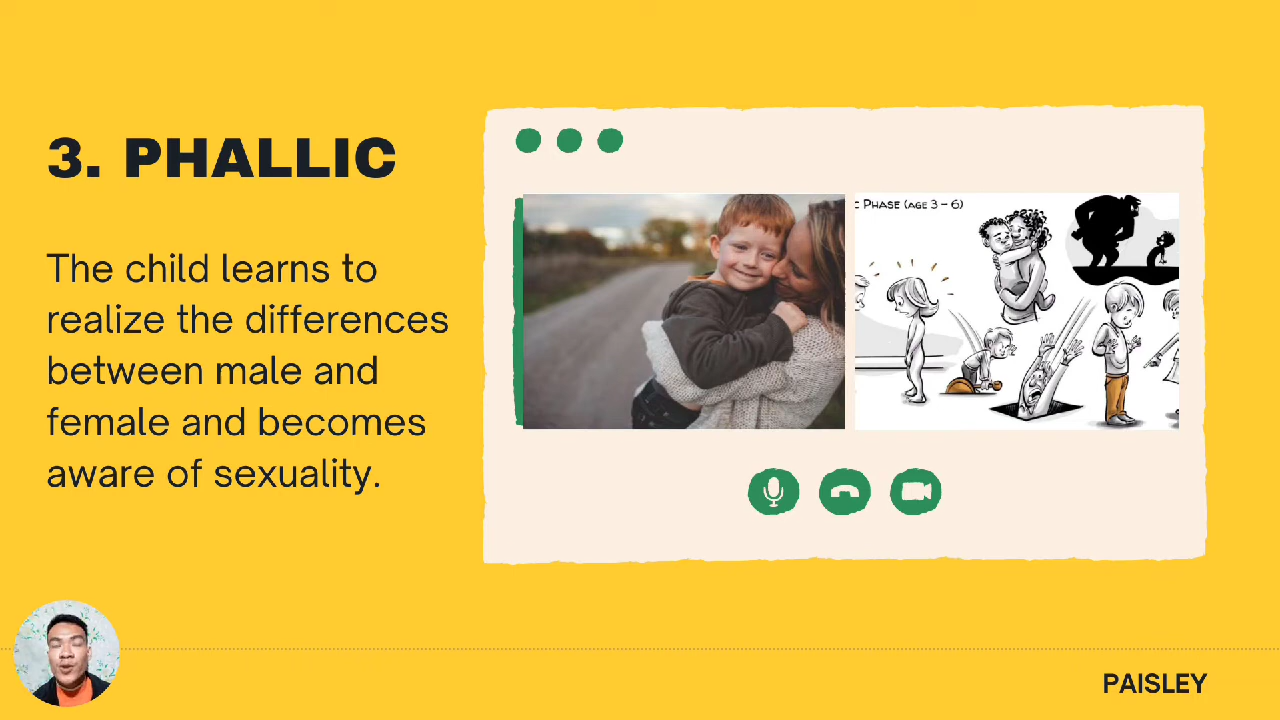 3. PHALLIC
The child learns to
realize the differences
between male and
female and becomes
aware of sexuality.
C PHASE (AGE 3 – 6)
PAISLEY